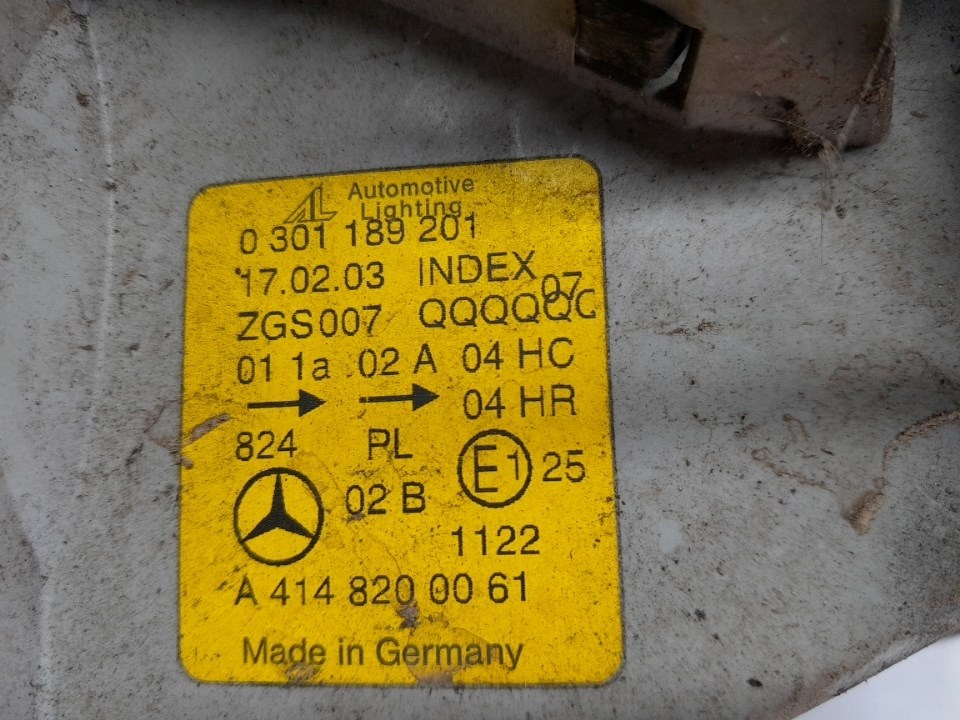 AL Automotive
Lighting
0 301 189 201
17.02.03 INDEX 07
ZGS007 QQQQQC
01 1a 02 A 04 HC
→ → 04 HR
824 PL E1 25
02 B
1122
A 414 820 00 61
Made in Germany